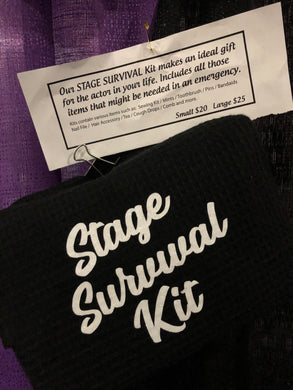 Our STAGE SURVIVAL Kit makes an ideal gift
for the actor in your life. Includes all those
items that might be needed in an emergency.
Kits contain various items such as: Sewing Kit / Mints / Toothbrush / Pins / Bandaids
Nail File / Hair Accessory / Tea / Cough Drops / Comb and more.
Small $20 Large $25
Stage
Survival
Kit